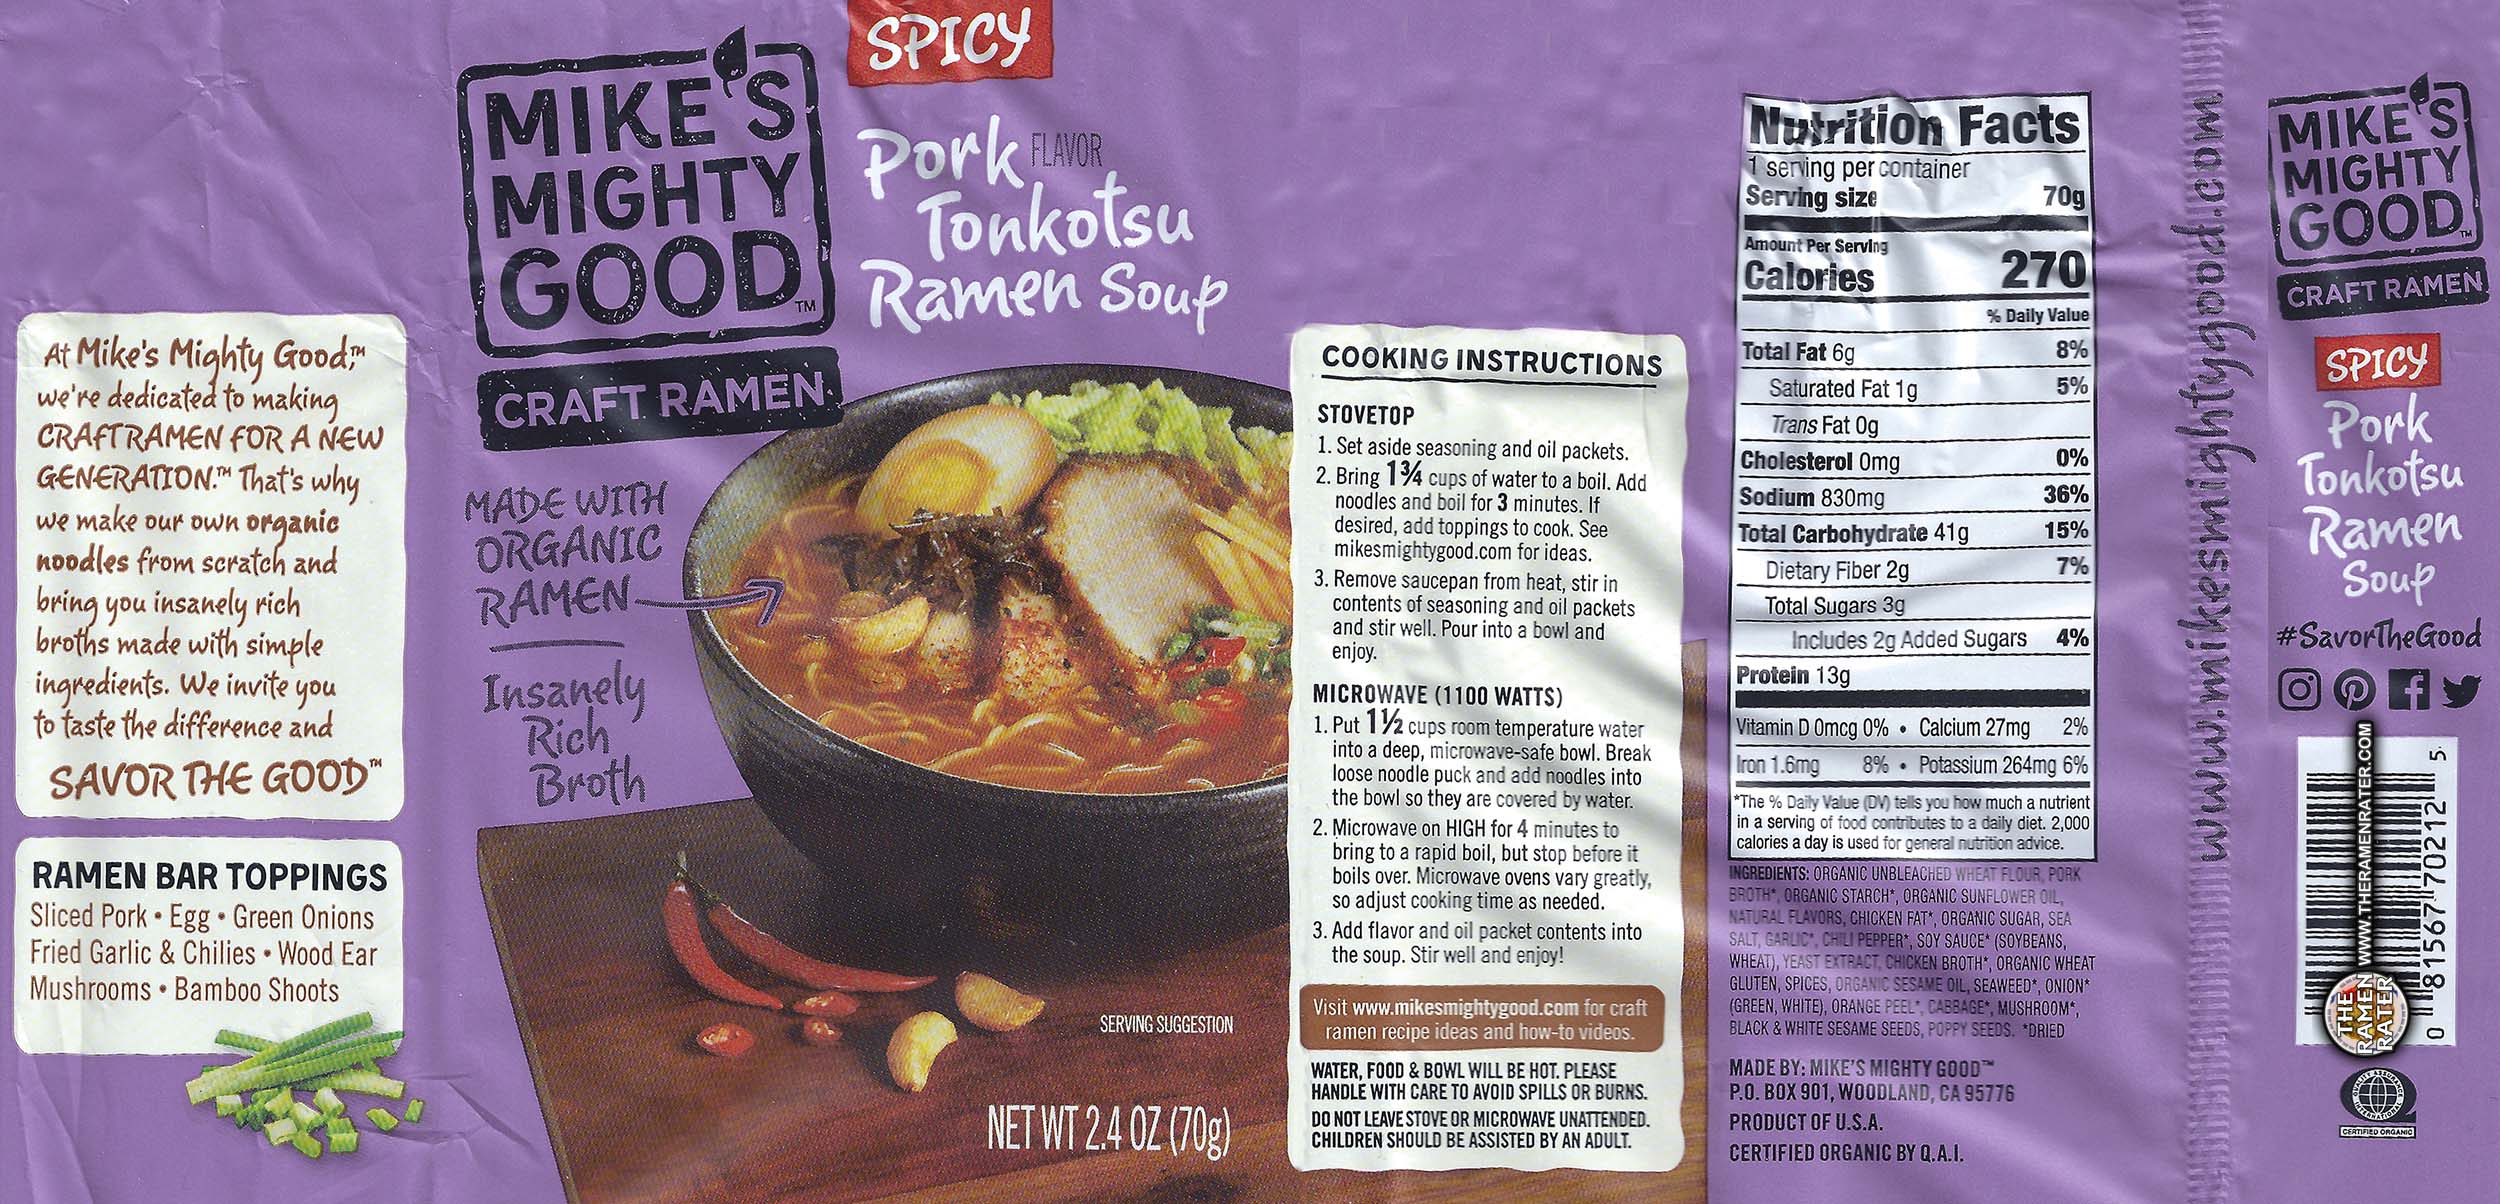 At Mike's Mighty Good,™
we're dedicated to making
CRAFT RAMEN FOR A NEW
GENERATION.™ That's why
we make our own organic
noodles from scratch and
bring you insanely rich
broths made with simple
ingredients. We invite you
to taste the difference and
SAVOR THE GOOD™
RAMEN BAR TOPPINGS
Sliced Pork • Egg • Green Onions
Fried Garlic & Chilies • Wood Ear
Mushrooms • Bamboo Shoots
MIKE'S
MIGHTY
GOOD™
CRAFT RAMEN
SPICY
Pork FLAVOR
Tonkotsu
Ramen Soup
MADE WITH
ORGANIC
RAMEN
Insanely
Rich
Broth
SERVING SUGGESTION
NET WT 2.4 OZ (70g)
COOKING INSTRUCTIONS
STOVETOP
1. Set aside seasoning and oil packets.
2. Bring 1¾ cups of water to a boil. Add
noodles and boil for 3 minutes. If
desired, add toppings to cook. See
mikesmightygood.com for ideas.
3. Remove saucepan from heat, stir in
contents of seasoning and oil packets
and stir well. Pour into a bowl and
enjoy.
MICROWAVE (1100 WATTS)
1. Put 1½ cups room temperature water
into a deep, microwave-safe bowl. Break
loose noodle puck and add noodles into
the bowl so they are covered by water.
2. Microwave on HIGH for 4 minutes to
bring to a rapid boil, but stop before it
boils over. Microwave ovens vary greatly,
so adjust cooking time as needed.
3. Add flavor and oil packet contents into
the soup. Stir well and enjoy!
Visit www.mikesmightygood.com for craft
ramen recipe ideas and how-to videos.
WATER, FOOD & BOWL WILL BE HOT. PLEASE
HANDLE WITH CARE TO AVOID SPILLS OR BURNS.
DO NOT LEAVE STOVE OR MICROWAVE UNATTENDED.
CHILDREN SHOULD BE ASSISTED BY AN ADULT.
Nutrition Facts
1 serving per container
Serving size 70g
Amount Per Serving
Calories 270
% Daily Value
Total Fat 6g 8%
Saturated Fat 1g 5%
Trans Fat 0g
Cholesterol 0mg 0%
Sodium 830mg 36%
Total Carbohydrate 41g 15%
Dietary Fiber 2g 7%
Total Sugars 3g
Includes 2g Added Sugars 4%
Protein 13g
Vitamin D 0mcg 0% • Calcium 27mg 2%
Iron 1.6mg 8% • Potassium 264mg 6%
*The % Daily Value (DV) tells you how much a nutrient
in a serving of food contributes to a daily diet. 2,000
calories a day is used for general nutrition advice.
INGREDIENTS: ORGANIC UNBLEACHED WHEAT FLOUR, PORK
BROTH*, ORGANIC STARCH*, ORGANIC SUNFLOWER OIL,
NATURAL FLAVORS, CHICKEN FAT*, ORGANIC SUGAR, SEA
SALT, GARLIC*, CHILI PEPPER*, SOY SAUCE* (SOYBEANS,
WHEAT), YEAST EXTRACT, CHICKEN BROTH*, ORGANIC WHEAT
GLUTEN, SPICES, ORGANIC SESAME OIL, SEAWEED*, ONION*
(GREEN, WHITE), ORANGE PEEL*, CABBAGE*, MUSHROOM*,
BLACK & WHITE SESAME SEEDS, POPPY SEEDS. *DRIED
MADE BY: MIKE'S MIGHTY GOOD™
P.O. BOX 901, WOODLAND, CA 95776
PRODUCT OF U.S.A.
CERTIFIED ORGANIC BY Q.A.I.
www.mikesmightygood.com
MIKE'S
MIGHTY
GOOD™
CRAFT RAMEN
SPICY
Pork
Tonkotsu
Ramen
Soup
#SavorTheGood
0 81567 70212 5
WWW.THERAMENRATER.COM
THE
RAMEN
RATER
QUALITY ASSURANCE
INTERNATIONAL
CERTIFIED ORGANIC